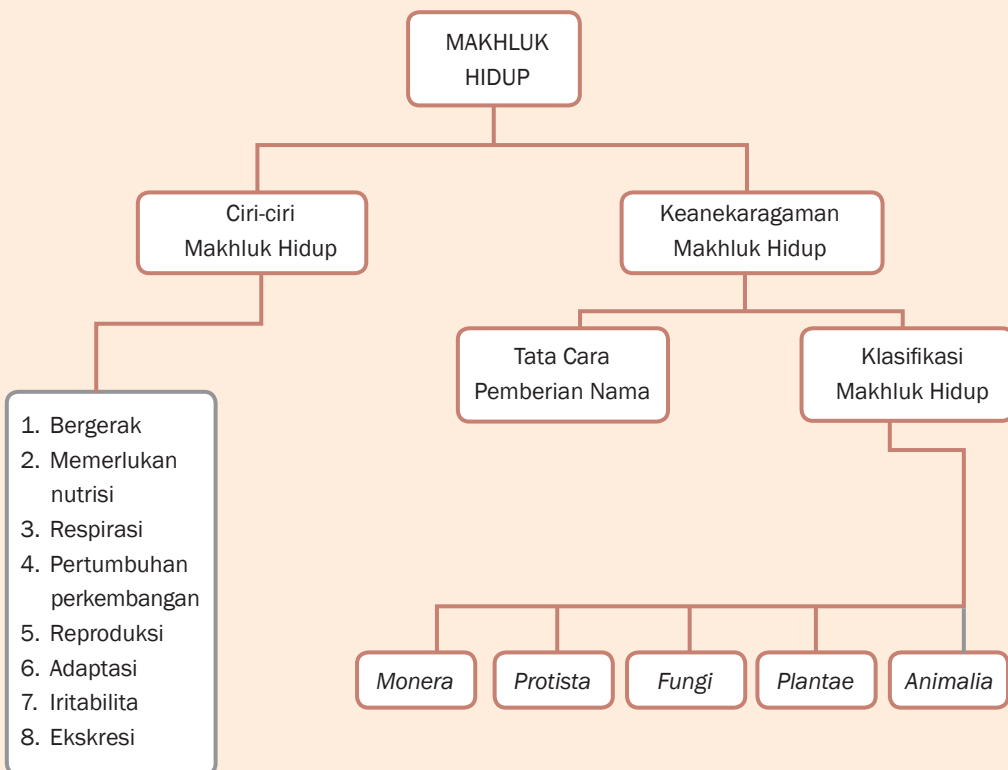 MAKHLUK
HIDUP
Ciri-ciri
Makhluk Hidup
Keanekaragaman
Makhluk Hidup
Tata Cara
Pemberian Nama
Klasifikasi
Makhluk Hidup
1. Bergerak
2. Memerlukan
nutrisi
3. Respirasi
4. Pertumbuhan
perkembangan
5. Reproduksi
6. Adaptasi
7. Iritabilita
8. Ekskresi
Monera
Protista
Fungi
Plantae
Animalia